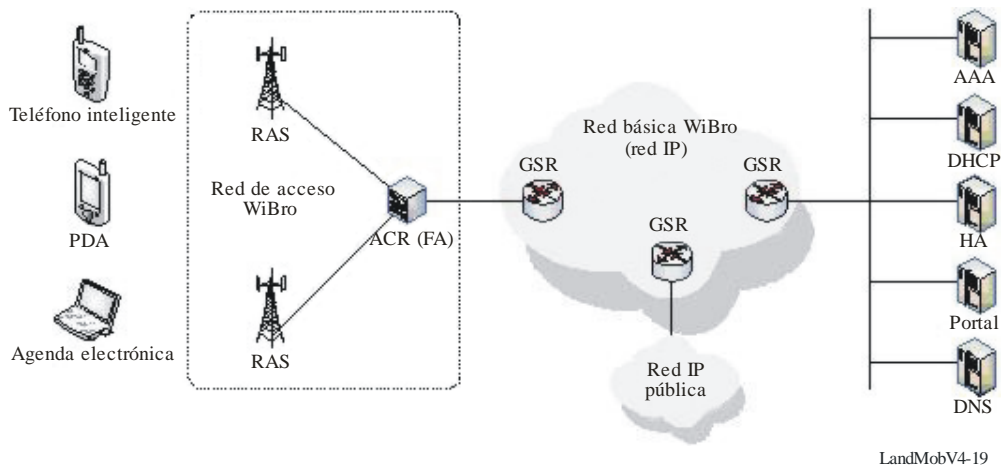 Teléfono inteligente
PDA
Agenda electrónica
RAS
Red de acceso
WiBro
RAS
ACR (FA)
Red básica WiBro
(red IP)
GSR
GSR
GSR
Red IP
pública
AAA
DHCP
HA
Portal
DNS
LandMobV4-19